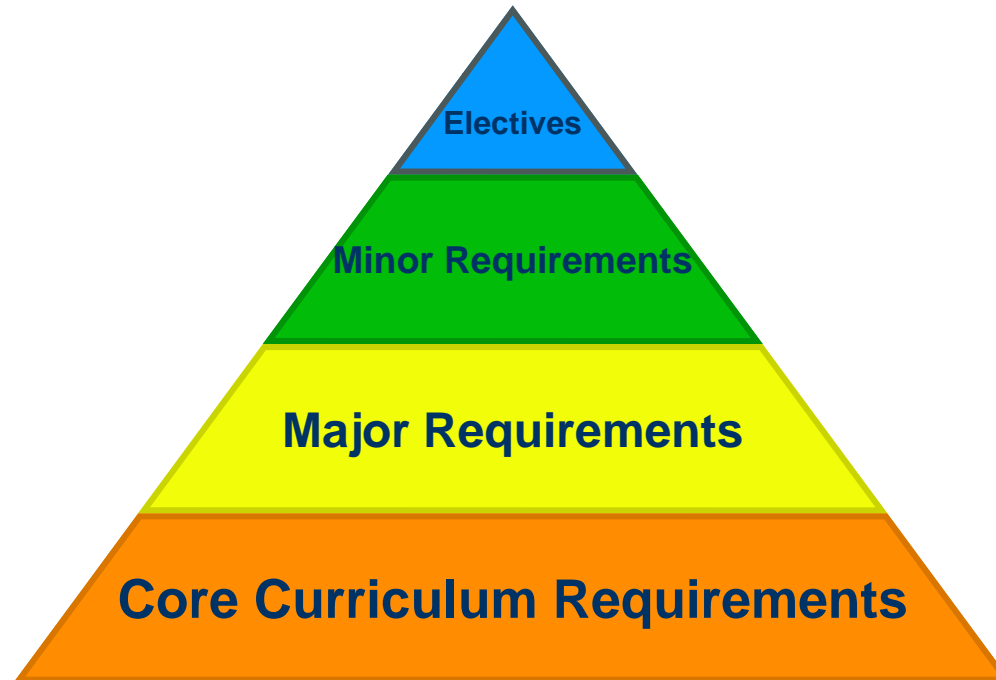 Electives
Minor Requirements
Major Requirements
Core Curriculum Requirements